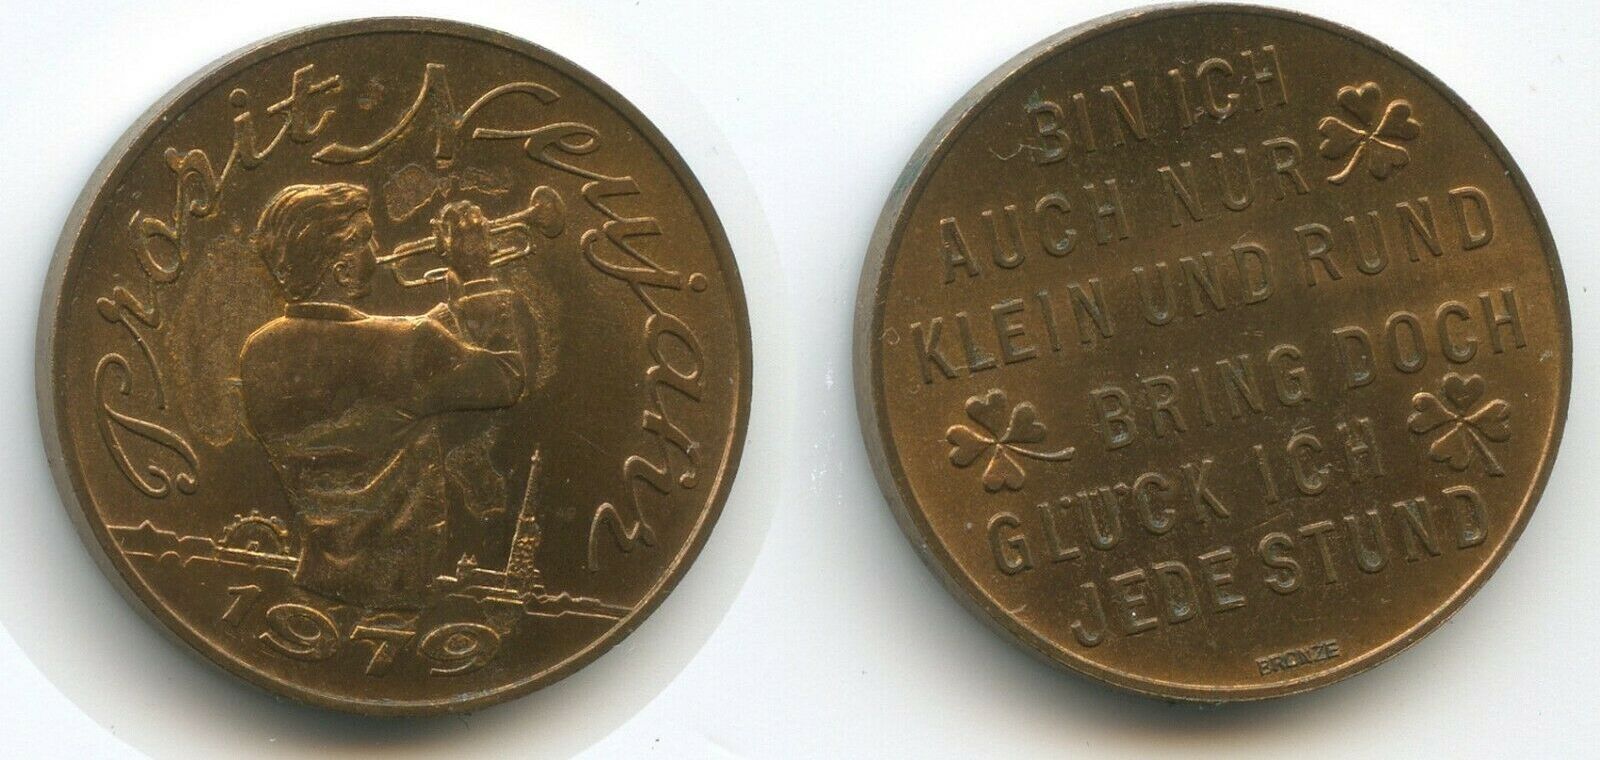 Prosit Neujahr
1979
BIN ICH
AUCH NUR
KLEIN UND RUND
BRING DOCH
GLÜCK ICH
JEDE STUND
BRONZE